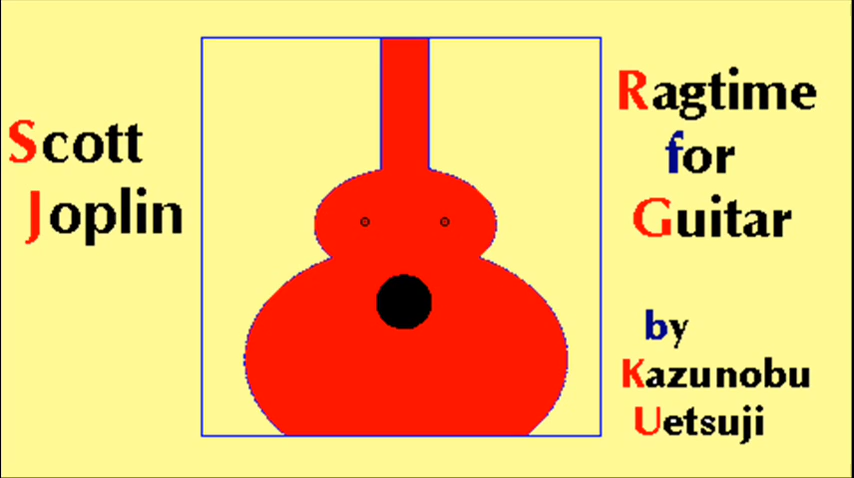 Scott
Joplin
Ragtime
for
Guitar
by
Kazunobu
Uetsuji